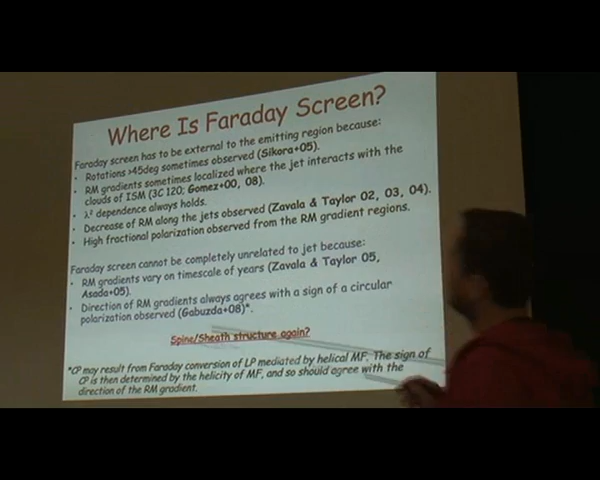 Where Is Faraday Screen?
Faraday screen has to be external to the emitting region because:
• Rotations >45deg sometimes observed (Sikora+05).
• RM gradients sometimes localized where the jet interacts with the
clouds of ISM (3C 120; Gomez+00, 08).
• λ² dependence always holds.
• Decrease of RM along the jets observed (Zavala & Taylor 02, 03, 04).
• High fractional polarization observed from the RM gradient regions.
Faraday screen cannot be completely unrelated to jet because:
• RM gradients vary on timescale of years (Zavala & Taylor 05,
Asada+05).
• Direction of RM gradients always agrees with a sign of a circular
polarization observed (Gabuzda+08)*.
Spine/Sheath structure again?
*CP may result from Faraday conversion of LP mediated by helical MF. The sign of
CP is then determined by the helicity of MF, and so should agree with the
direction of the RM gradient.